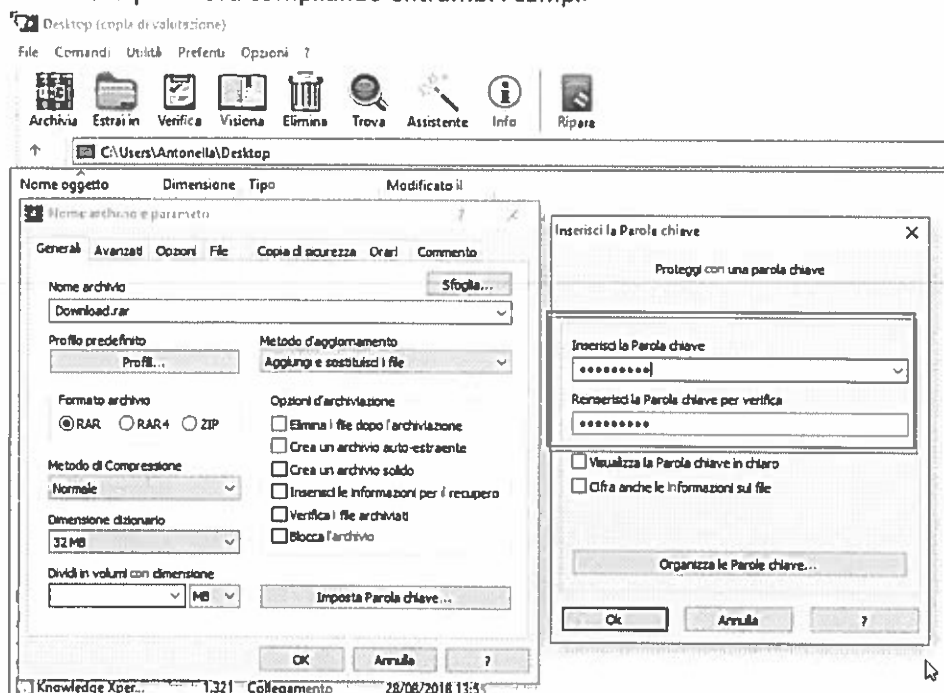 Desktop (copia di valutazione)
File Comandi Utilità Preferiti Opzioni ?
Archivia Estrai in Verifica Visiona Elimina Trova Assistente Info Ripara
C:\Users\Antonella\Desktop
Nome oggetto Dimensione Tipo Modificato il
Nome archivio e parametri ? ×
Generali Avanzati Opzioni File Copia di sicurezza Orari Commento
Nome archivio Sfoglia...
Download.rar
Profilo predefinito Metodo d'aggiornamento
Profili... Aggiungi e sostituisci i file
Formato archivio Opzioni d'archiviazione
RAR RAR4 ZIP Elimina i file dopo l'archiviazione
Crea un archivio auto-estraente
Metodo di Compressione Crea un archivio solido
Normale Inserisci le informazioni per il recupero
Dimensione dizionario Verifica i file archiviati
32 MB Blocca l'archivio
Dividi in volumi con dimensione
MB Imposta Parola chiave...
OK Annulla ?
Inserisci la Parola chiave ×
Proteggi con una parola chiave
Inserisci la Parola chiave
•••••••••
Reinserisci la Parola chiave per verifica
•••••••••
Visualizza la Parola chiave in chiaro
Cifra anche le informazioni sul file
Organizza le Parole chiave...
Ok Annulla ?
Knowledge Xper... 1.321 Collegamento